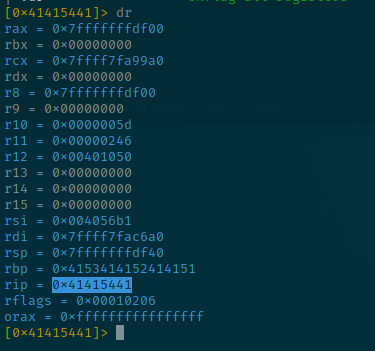 [0×41415441]> dr
rax = 0×7fffffffdf00
rbx = 0×00000000
rcx = 0×7ffff7fa99a0
rdx = 0×00000000
r8 = 0×7fffffffdf00
r9 = 0×00000000
r10 = 0×0000005d
r11 = 0×00000246
r12 = 0×00401050
r13 = 0×00000000
r14 = 0×00000000
r15 = 0×00000000
rsi = 0×004056b1
rdi = 0×7ffff7fac6a0
rsp = 0×7fffffffdf40
rbp = 0×4153414152414151
rip = 0×41415441
rflags = 0×00010206
orax = 0×ffffffffffffffff
[0×41415441]>